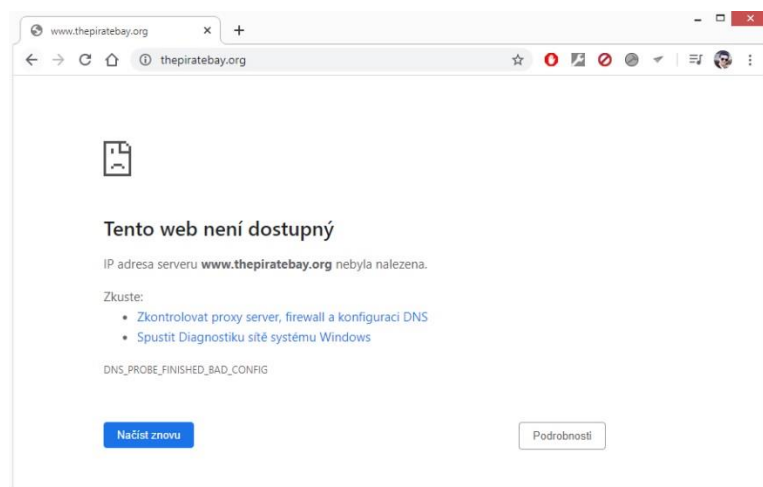 www.thepiratebay.org
thepiratebay.org
Tento web není dostupný
IP adresa serveru www.thepiratebay.org nebyla nalezena.
Zkuste:
Zkontrolovat proxy server, firewall a konfiguraci DNS
Spustit Diagnostiku sítě systému Windows
DNS_PROBE_FINISHED_BAD_CONFIG
Načíst znovu
Podrobnosti